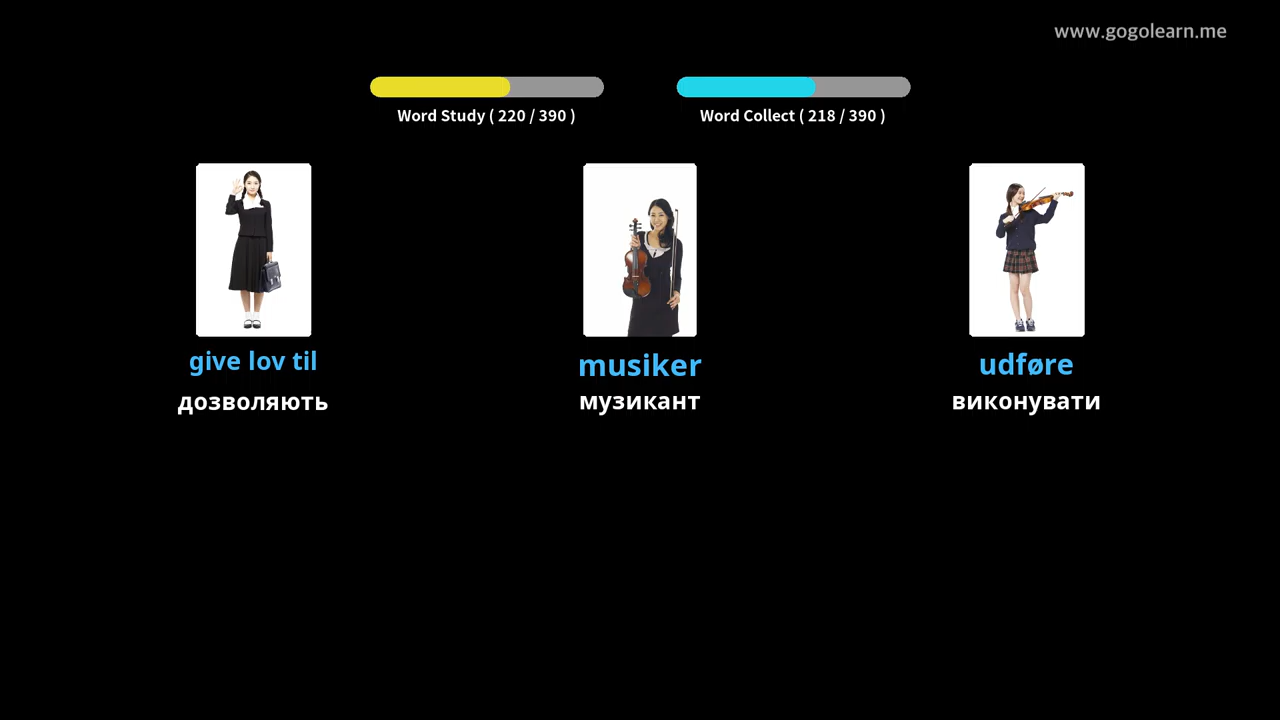 www.gogolearn.me
Word Study ( 220 / 390 )
Word Collect ( 218 / 390 )
give lov til
musiker
udføre
дозволяють
музикант
виконувати